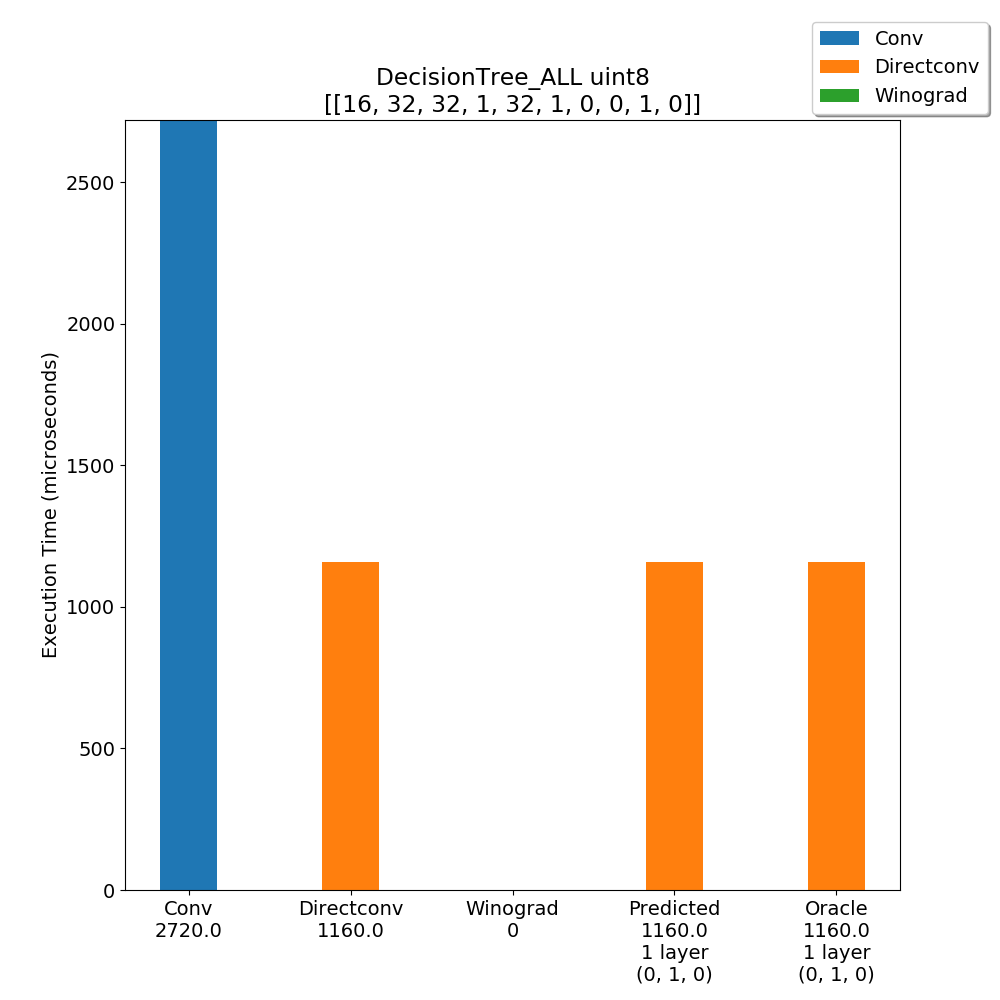 Conv
Directconv
Winograd
DecisionTree_ALL uint8
[[16, 32, 32, 1, 32, 1, 0, 0, 1, 0]]
Execution Time (microseconds)
2500
2000
1500
1000
500
0
Conv
2720.0
Directconv
1160.0
Winograd
0
Predicted
1160.0
1 layer
(0, 1, 0)
Oracle
1160.0
1 layer
(0, 1, 0)